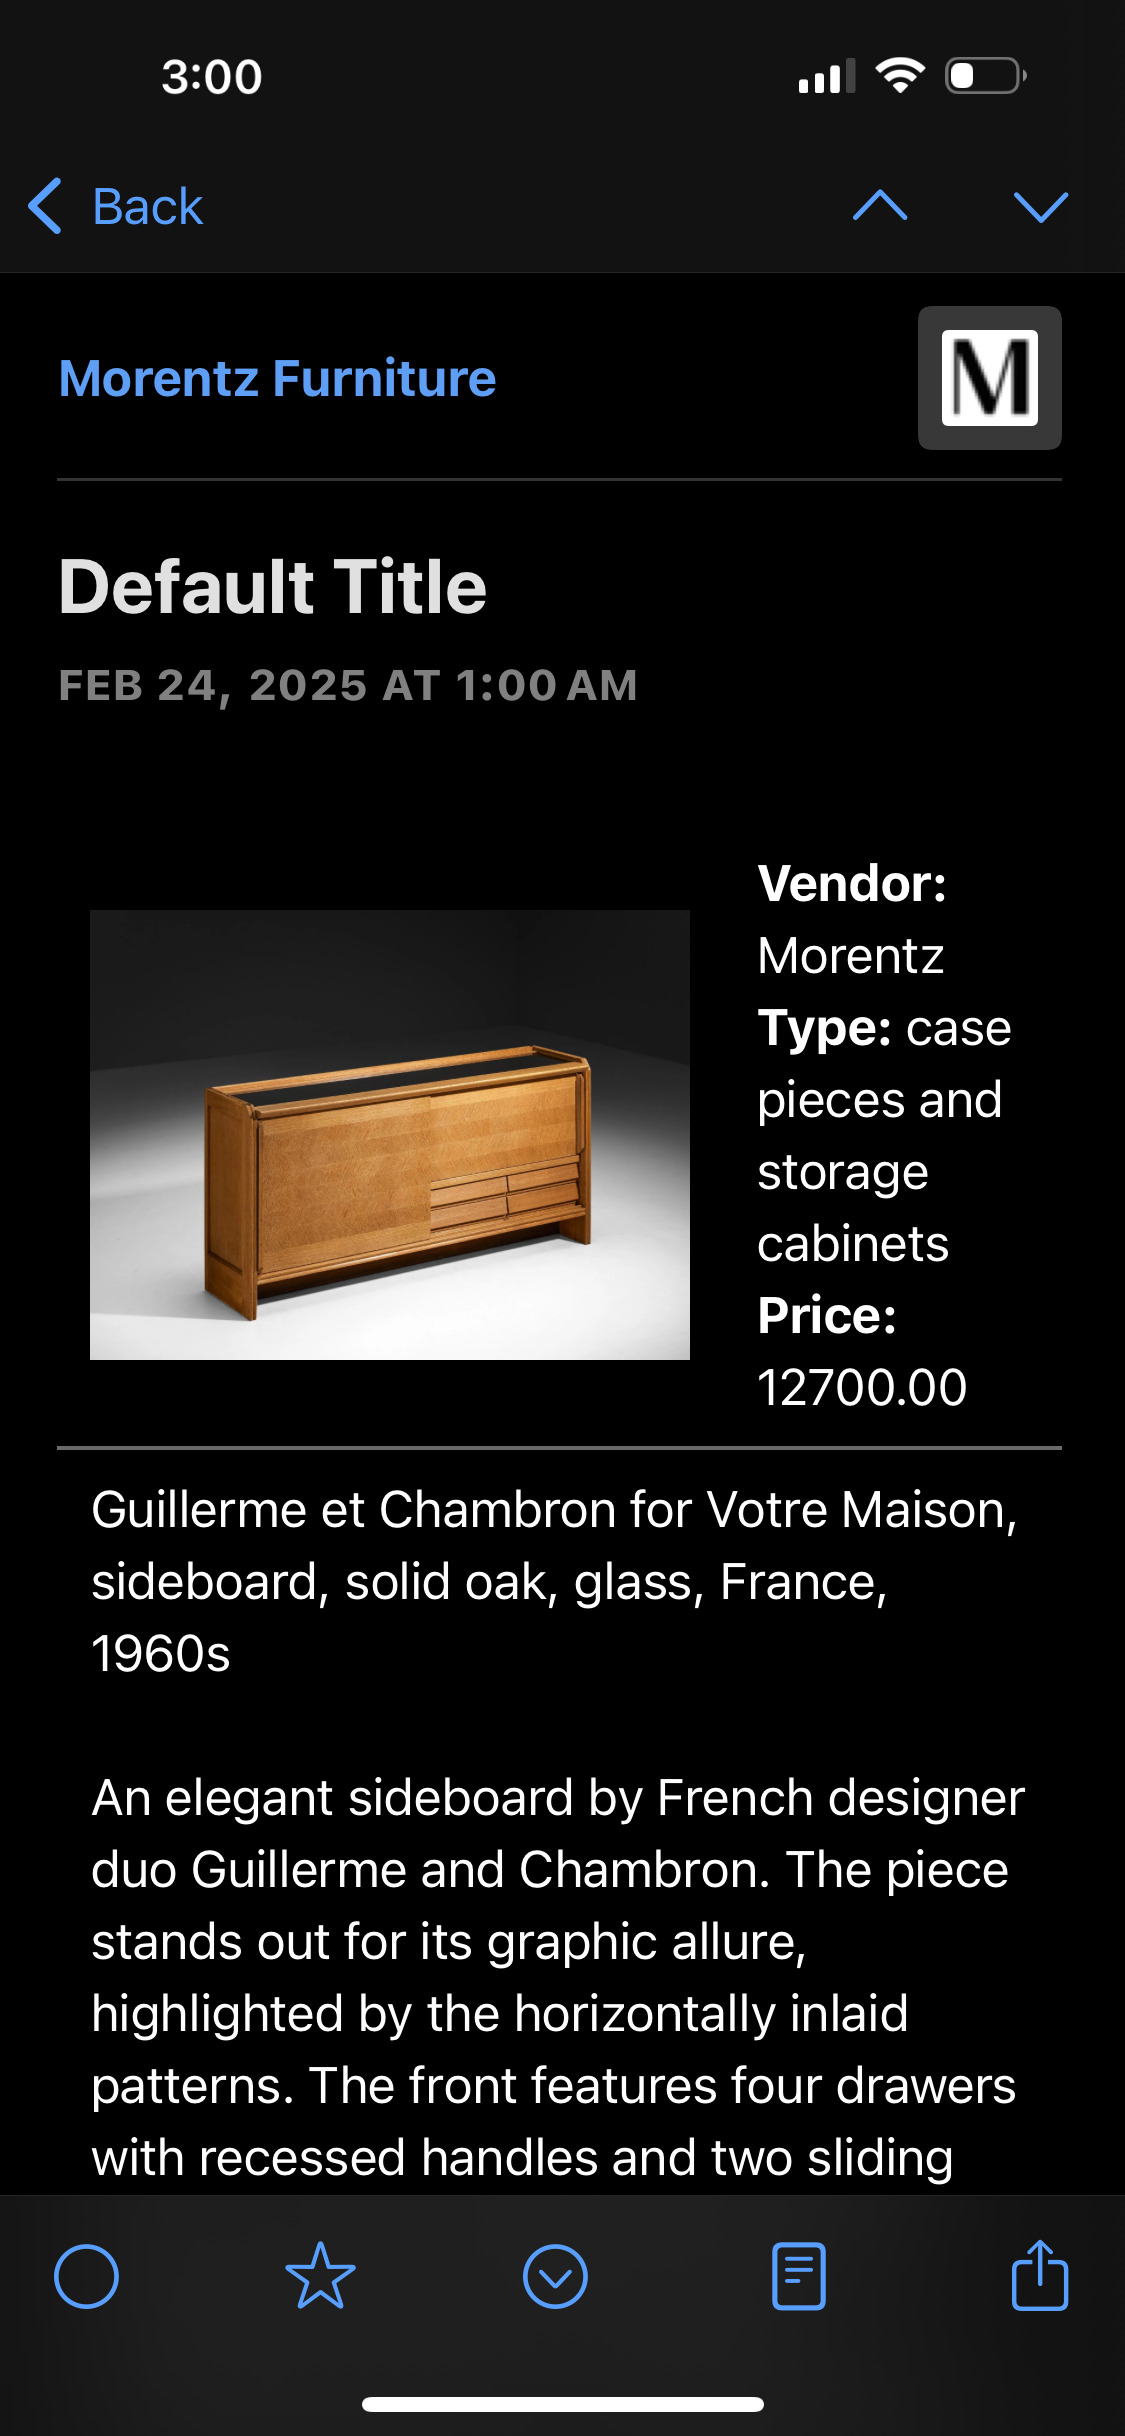 3:00
Back
Morentz Furniture
M
Default Title
FEB 24, 2025 AT 1:00 AM
Vendor:
Morentz
Type: case
pieces and
storage
cabinets
Price:
12700.00
Guillerme et Chambron for Votre Maison,
sideboard, solid oak, glass, France,
1960s
An elegant sideboard by French designer
duo Guillerme and Chambron. The piece
stands out for its graphic allure,
highlighted by the horizontally inlaid
patterns. The front features four drawers
with recessed handles and two sliding